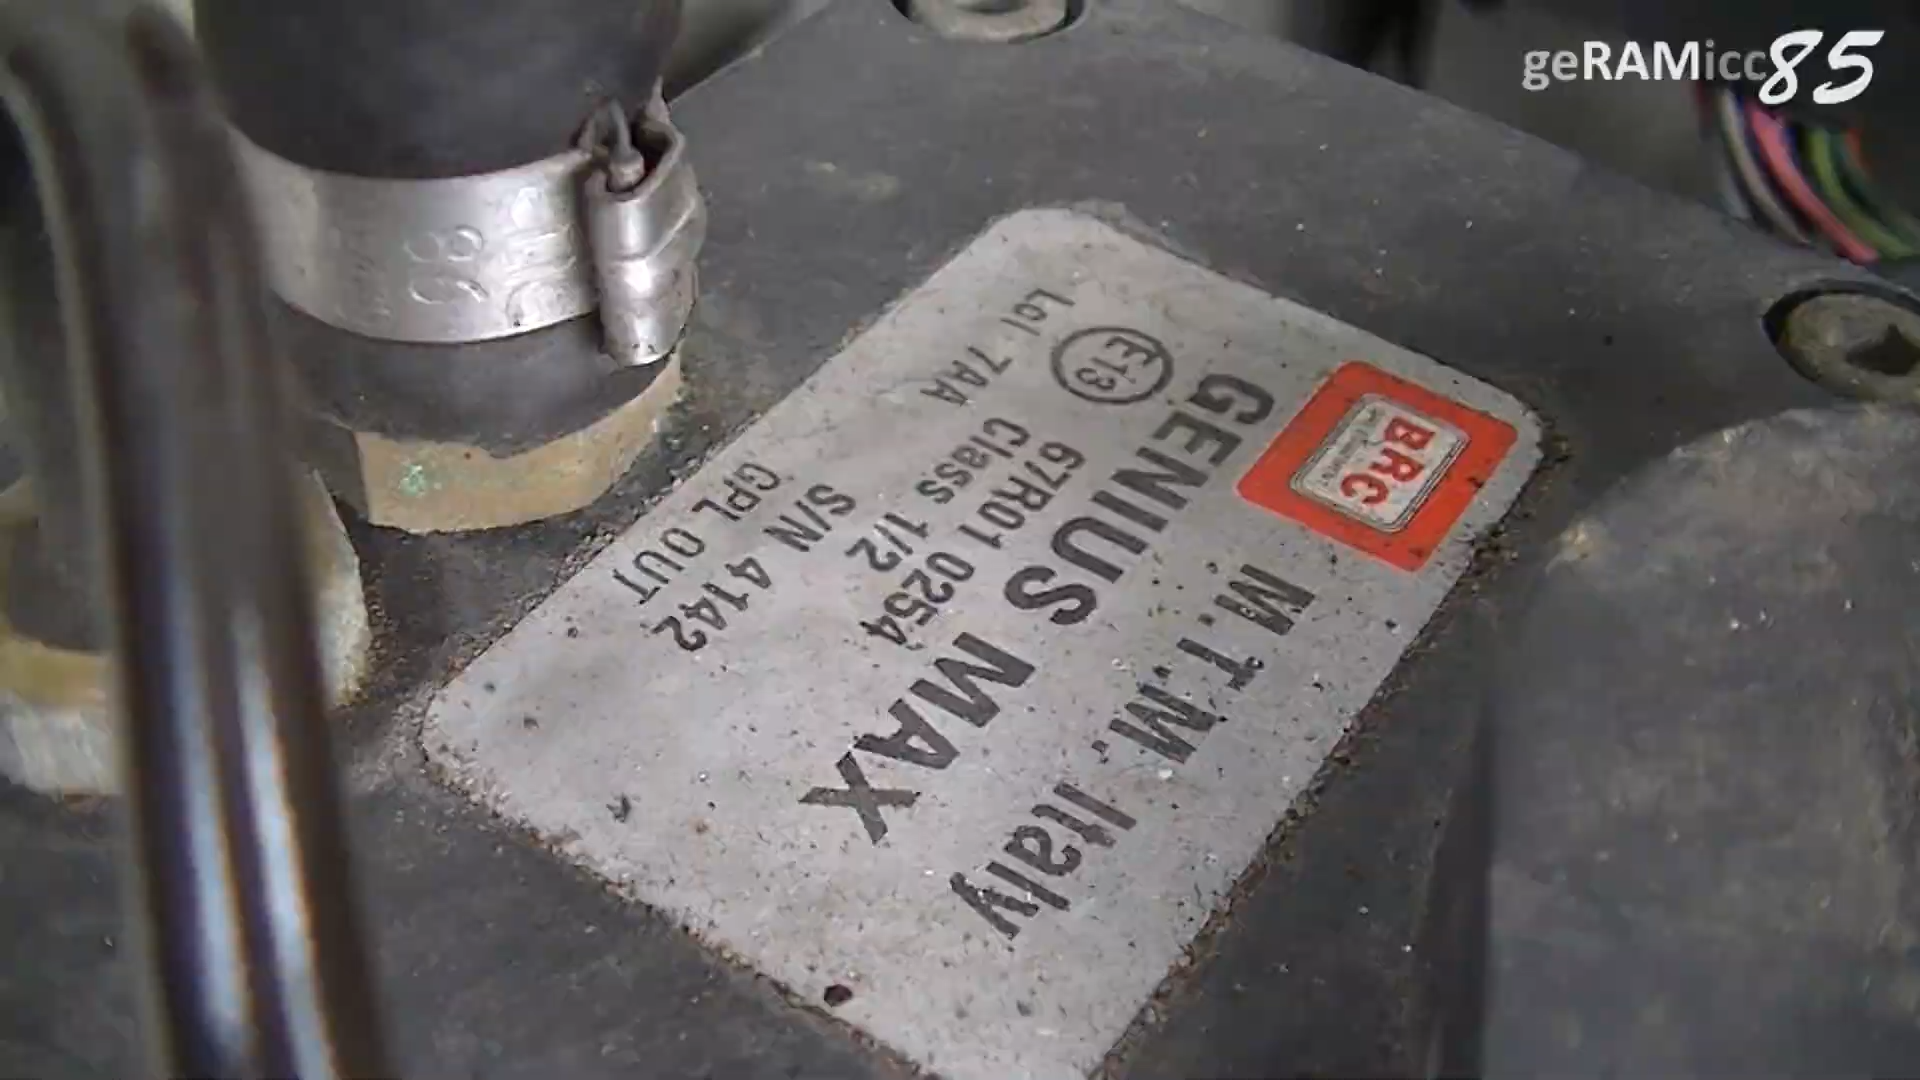 geRAMicc85
BRC
M.T.M. Italy
GENIUS MAX
E13
67R01 0254
Class 1/2
Lot 7AA
S/N 4142
GPL OUT